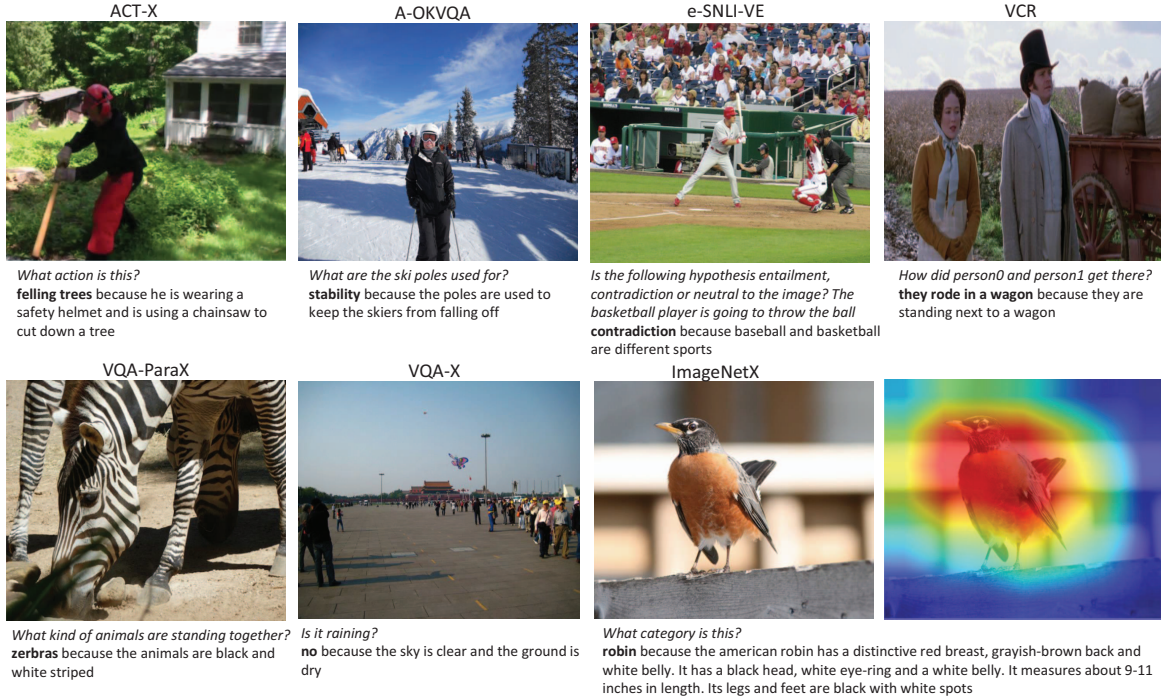 ACT-X
A-OKVQA
e-SNLI-VE
VCR
What action is this?
felling trees because he is wearing a
safety helmet and is using a chainsaw to
cut down a tree
What are the ski poles used for?
stability because the poles are used to
keep the skiers from falling off
Is the following hypothesis entailment,
contradiction or neutral to the image? The
basketball player is going to throw the ball
contradiction because baseball and basketball
are different sports
How did person0 and person1 get there?
they rode in a wagon because they are
standing next to a wagon
VQA-ParaX
VQA-X
ImageNetX
What kind of animals are standing together?
zerbras because the animals are black and
white striped
Is it raining?
no because the sky is clear and the ground is
dry
What category is this?
robin because the american robin has a distinctive red breast, grayish-brown back and
white belly. It has a black head, white eye-ring and a white belly. It measures about 9-11
inches in length. Its legs and feet are black with white spots